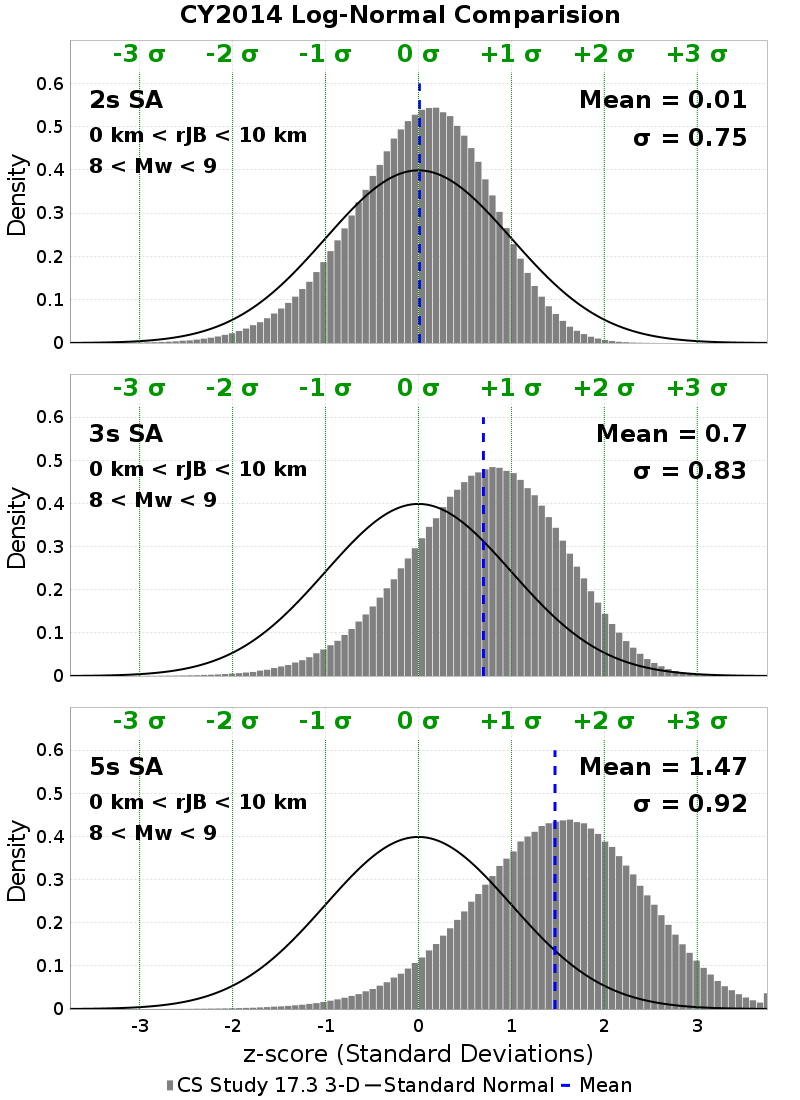 CY2014 Log-Normal Comparision
-3 σ -2 σ -1 σ 0 σ +1 σ +2 σ +3 σ
0.6
2s SA Mean = 0.01
0.5
0 km < rJB < 10 km σ = 0.75
8 < Mw < 9
0.4
0.3
0.2
0.1
0
Density
-3 σ -2 σ -1 σ 0 σ +1 σ +2 σ +3 σ
0.6
3s SA Mean = 0.7
0.5
0 km < rJB < 10 km σ = 0.83
8 < Mw < 9
0.4
0.3
0.2
0.1
0
Density
-3 σ -2 σ -1 σ 0 σ +1 σ +2 σ +3 σ
0.6
5s SA Mean = 1.47
0.5
0 km < rJB < 10 km σ = 0.92
8 < Mw < 9
0.4
0.3
0.2
0.1
0
Density
-3 -2 -1 0 1 2 3
z-score (Standard Deviations)
CS Study 17.3 3-D Standard Normal Mean